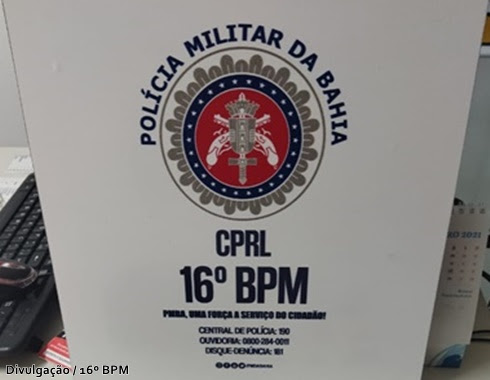 POLÍCIA MILITAR DA BAHIA
CPRL
16º BPM
PMBA, UMA FORÇA A SERVIÇO DO CIDADÃO!
CENTRAL DE POLÍCIA: 190
OUVIDORIA: 0800-284-0011
DISQUE-DENÚNCIA: 181
2021
Divulgação / 16º BPM